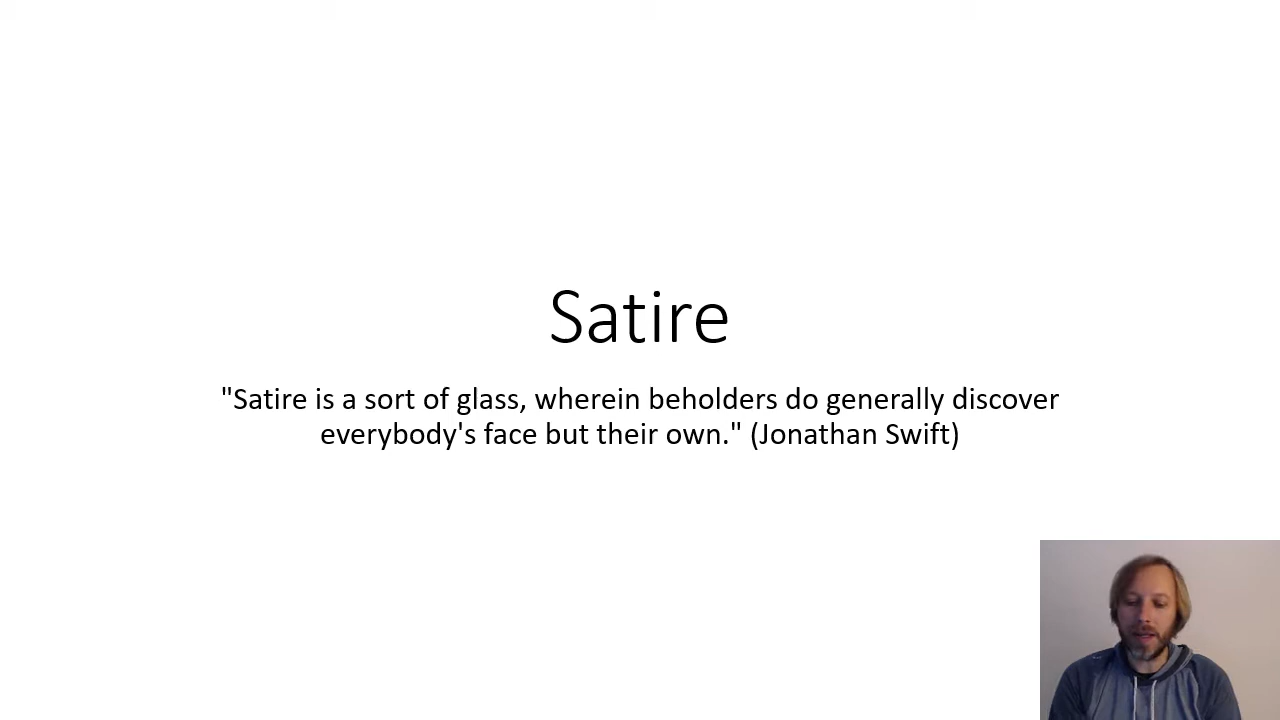 Satire
"Satire is a sort of glass, wherein beholders do generally discover
everybody's face but their own." (Jonathan Swift)